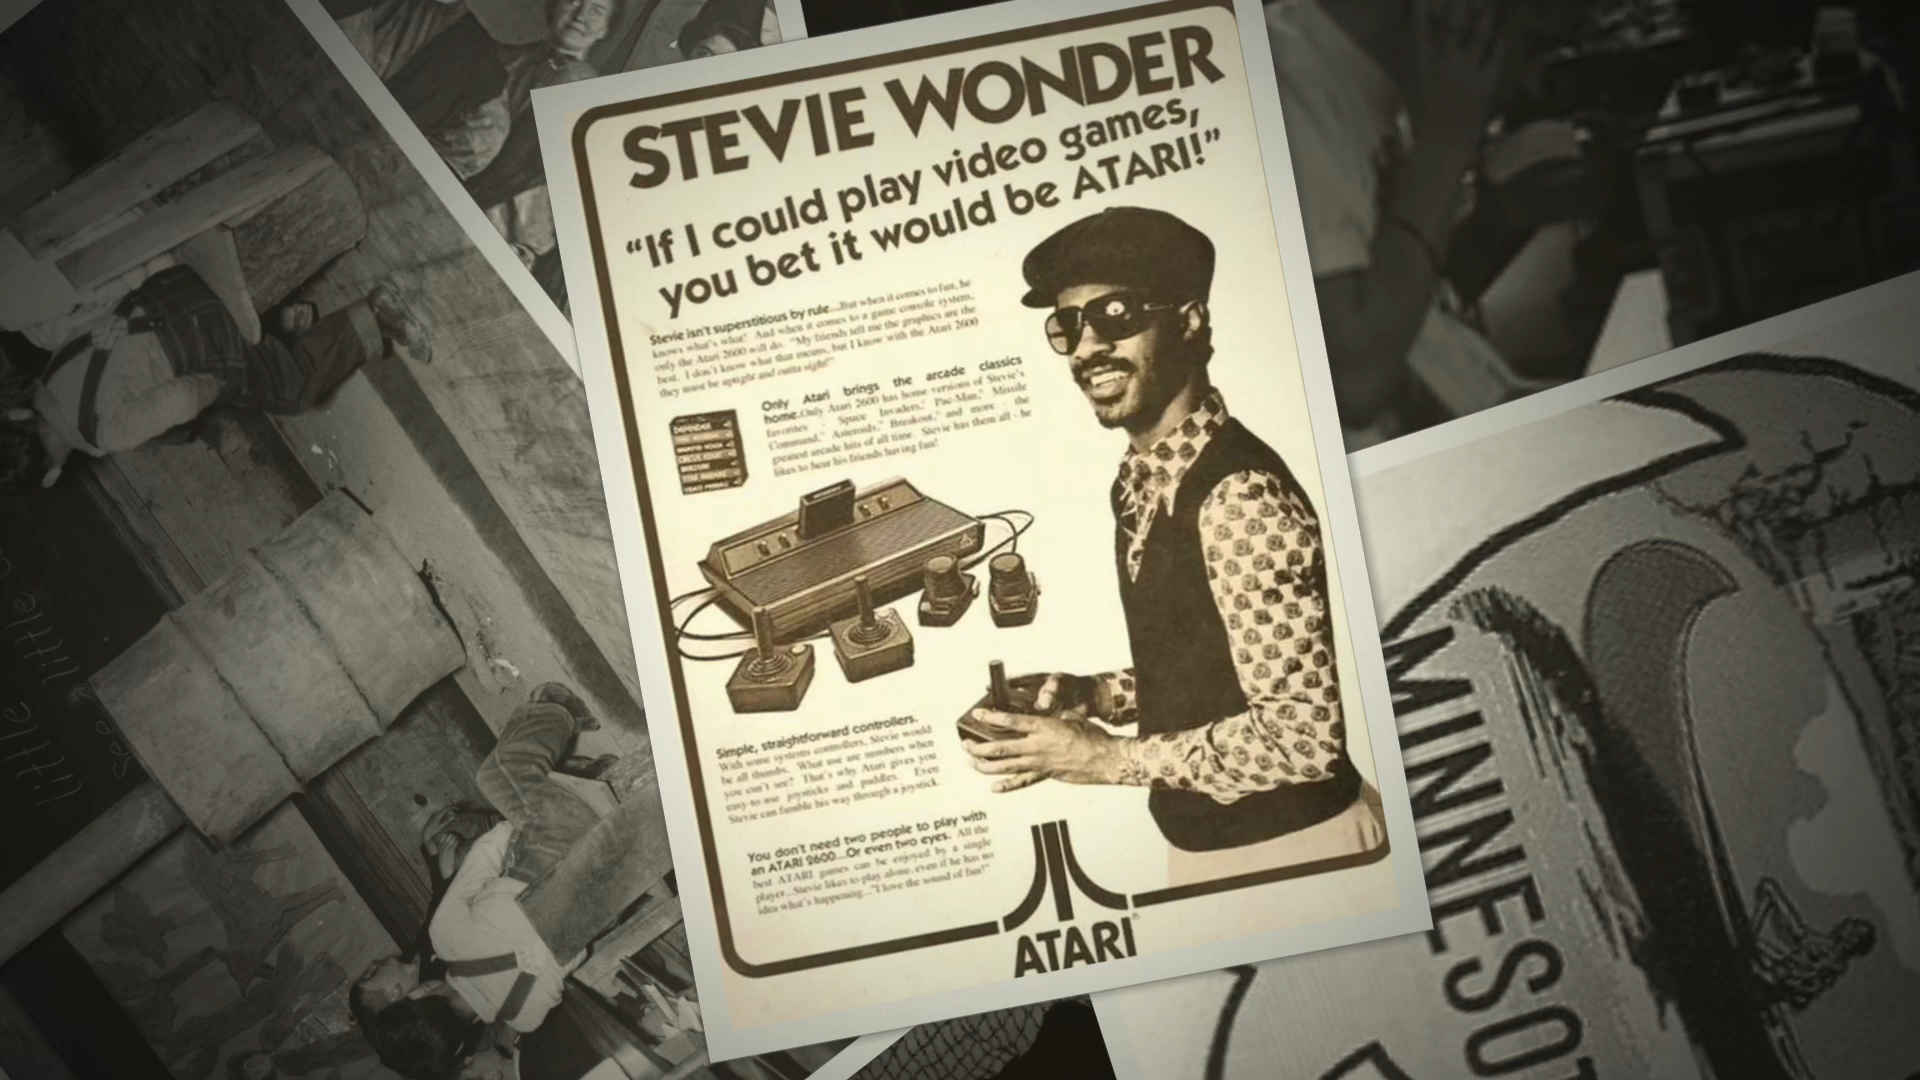 STEVIE WONDER
“If I could play video games,
you bet it would be ATARI!”
Stevie isn't superstitious by rule...But when it comes to fun, he
knows what's what! And when it comes to a game console system,
only the Atari 2600 will do. “My friends tell me the graphics are the
best. I don't know what that means, but I know with the Atari 2600
they must be uptight and outta sight!”
Only Atari brings the arcade classics
home.Only Atari 2600 has home versions of Stevie's
favorites - Space Invaders,* Pac-Man,* Missile
Command,* Asteroids,* Breakout,* and more - the
greatest arcade hits of all time. Stevie has them all - he
likes to hear his friends having fun!
DEFENDER
Simple, straightforward controllers.
With some systems controllers, Stevie would
be all thumbs. What use are numbers when
you can't see? That's why Atari gives you
easy-to-use joysticks and paddles. Even
Stevie can fumble his way through a joystick.
You don't need two people to play with
an ATARI 2600...Or even two eyes. All the
best ATARI games can be enjoyed by a single
player...Stevie likes to play alone, even if he has no
idea what's happening..."I love the sound of fun!"
ATARI®
MINNESOT
little
little
See a